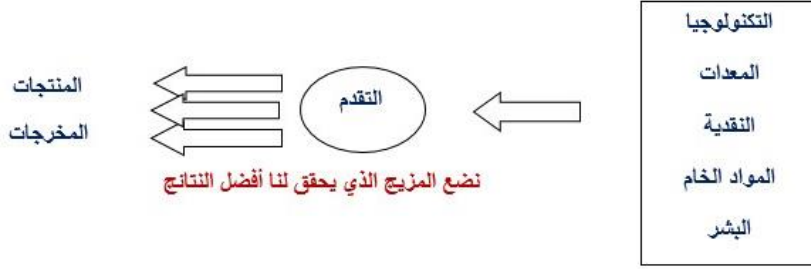 التكنولوجيا
المعدات
النقدية
المواد الخام
البشر
التقدم
المنتجات
المخرجات
نضع المزيج الذي يحقق لنا أفضل النتائج